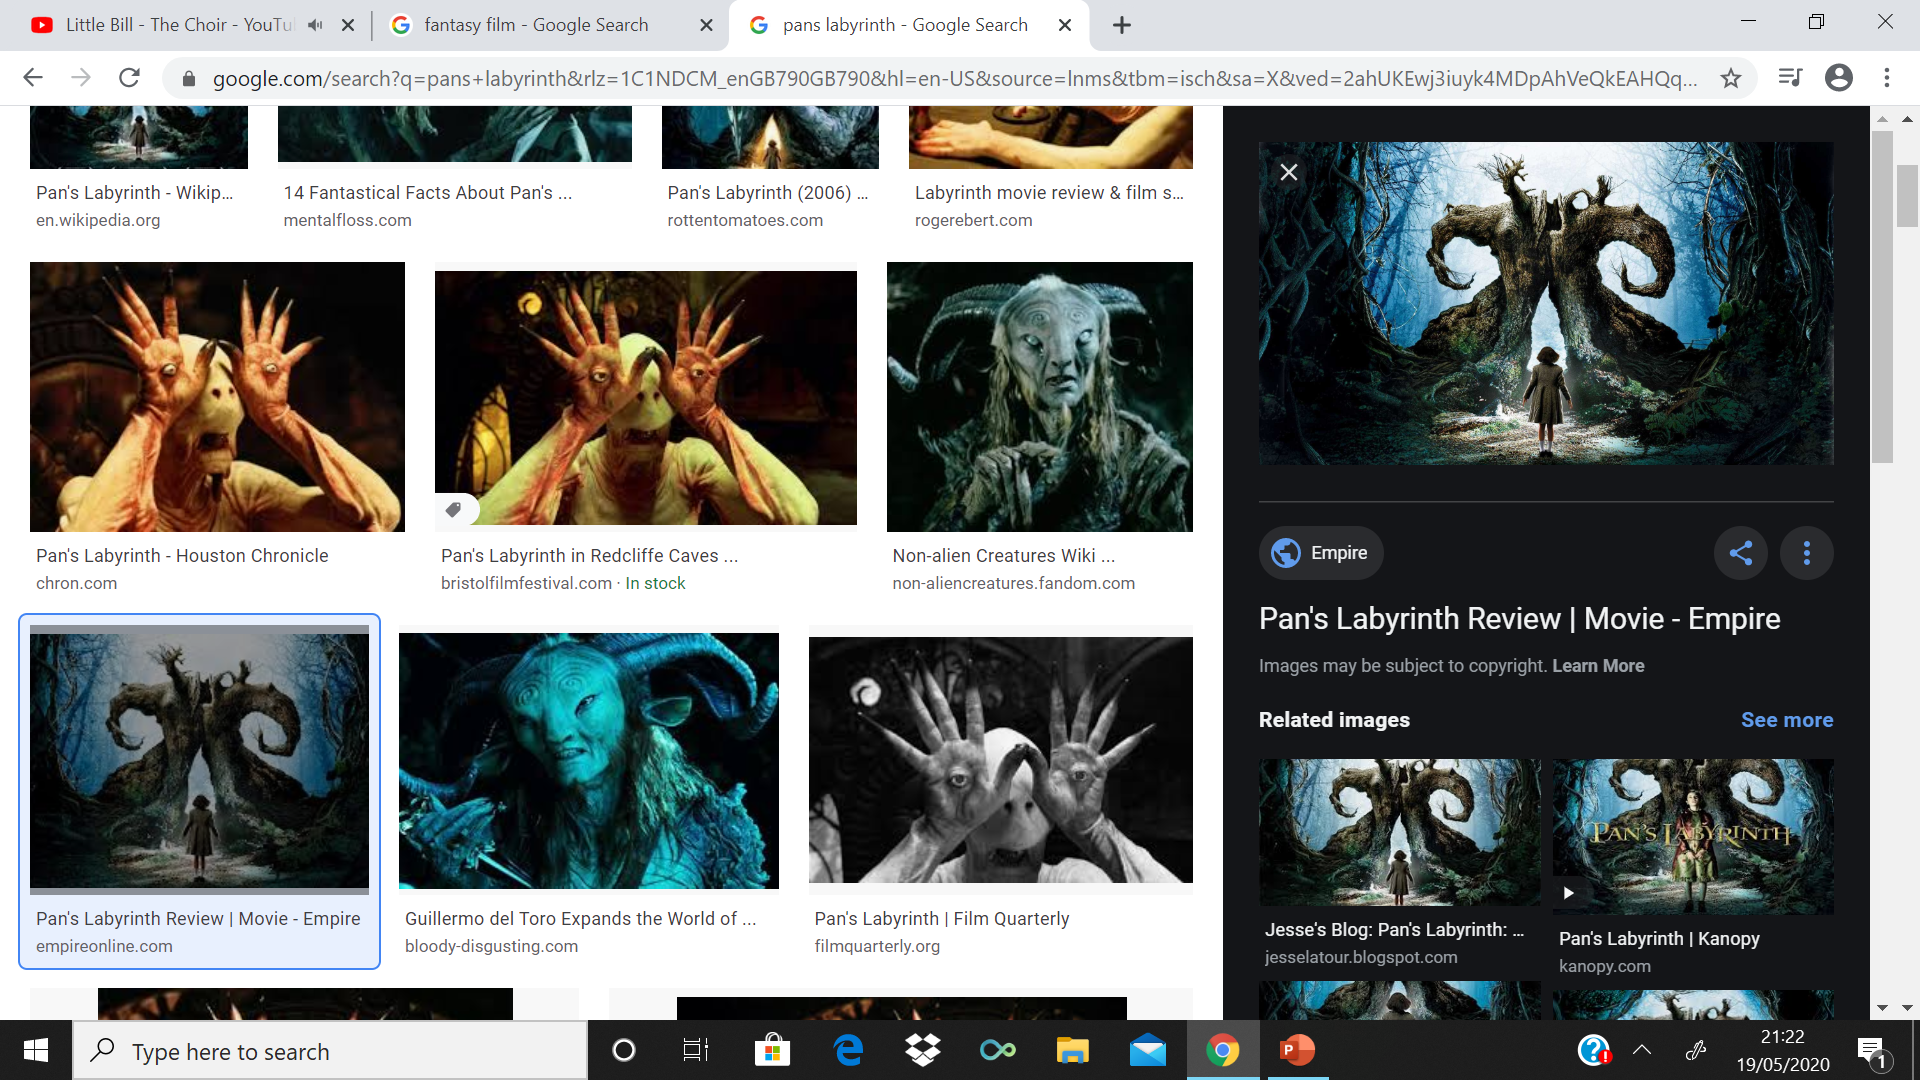 Little Bill - The Choir - YouTu
fantasy film - Google Search
pans labyrinth - Google Search
google.com/search?q=pans+labyrinth&rlz=1C1NDCM_enGB790GB790&hl=en-US&source=lnms&tbm=isch&sa=X&ved=2ahUKEwj3iuyk4MDpAhVeQkEAHQq...
Pan's Labyrinth - Wikip...
en.wikipedia.org
14 Fantastical Facts About Pan's ...
mentalfloss.com
Pan's Labyrinth (2006) ...
rottentomatoes.com
Labyrinth movie review & film s...
rogerebert.com
Pan's Labyrinth - Houston Chronicle
chron.com
Pan's Labyrinth in Redcliffe Caves ...
bristolfilmfestival.com · In stock
Non-alien Creatures Wiki ...
non-aliencreatures.fandom.com
Pan's Labyrinth Review | Movie - Empire
empireonline.com
Guillermo del Toro Expands the World of ...
bloody-disgusting.com
Pan's Labyrinth | Film Quarterly
filmquarterly.org
Empire
Pan's Labyrinth Review | Movie - Empire
Images may be subject to copyright. Learn More
Related images
See more
Jesse's Blog: Pan's Labyrinth: ...
jesselatour.blogspot.com
PAN'S LABYRINTH
Pan's Labyrinth | Kanopy
kanopy.com
Type here to search
21:22
19/05/2020
1